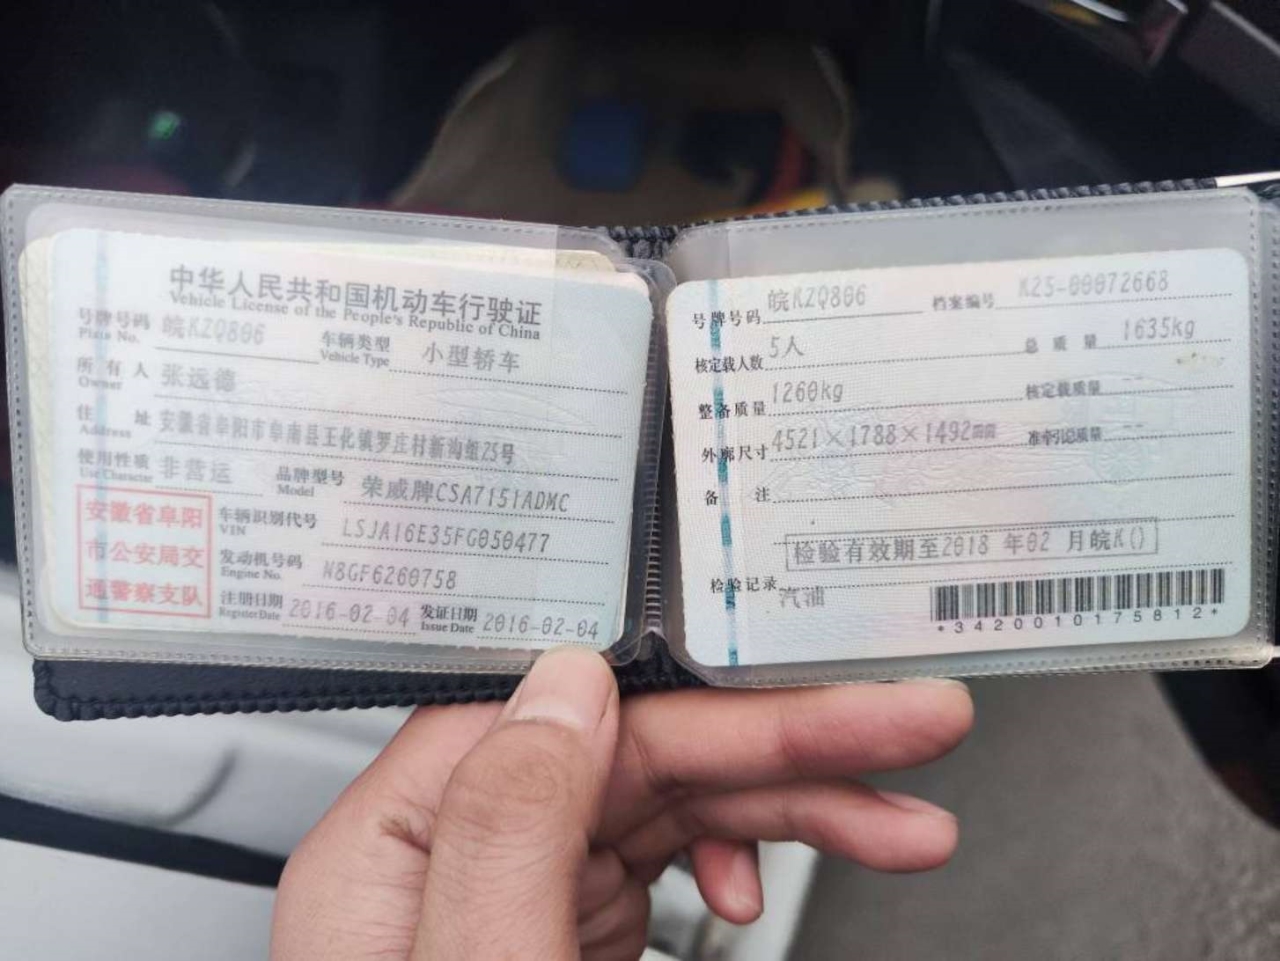 中华人民共和国机动车行驶证
Vehicle License of the People's Republic of China
号牌号码 皖KZQ806 车辆类型 小型轿车
Plate No. Vehicle Type
所有人 张远德
Owner
住址 安徽省阜阳市阜南县王化镇罗庄村新沟组25号
Address
使用性质 非营运 品牌型号 荣威牌CSA7151ADMC
Use Character Model
安徽省阜阳
市公安局交
通警察支队
车辆识别代号 LSJA16E35FG050477
VIN
发动机号码 N8GF6260758
Engine No.
注册日期 2016-02-04 发证日期 2016-02-04
Register Date Issue Date
号牌号码 皖KZQ806 档案编号 K25-00072668
核定载人数 5人 总质量 1635kg
整备质量 1260kg 核定载质量 --
外廓尺寸 4521×1788×1492mm 准牵引总质量 --
备注
检验有效期至2018 年02 月皖K()
检验记录
汽油
*3420010175812*